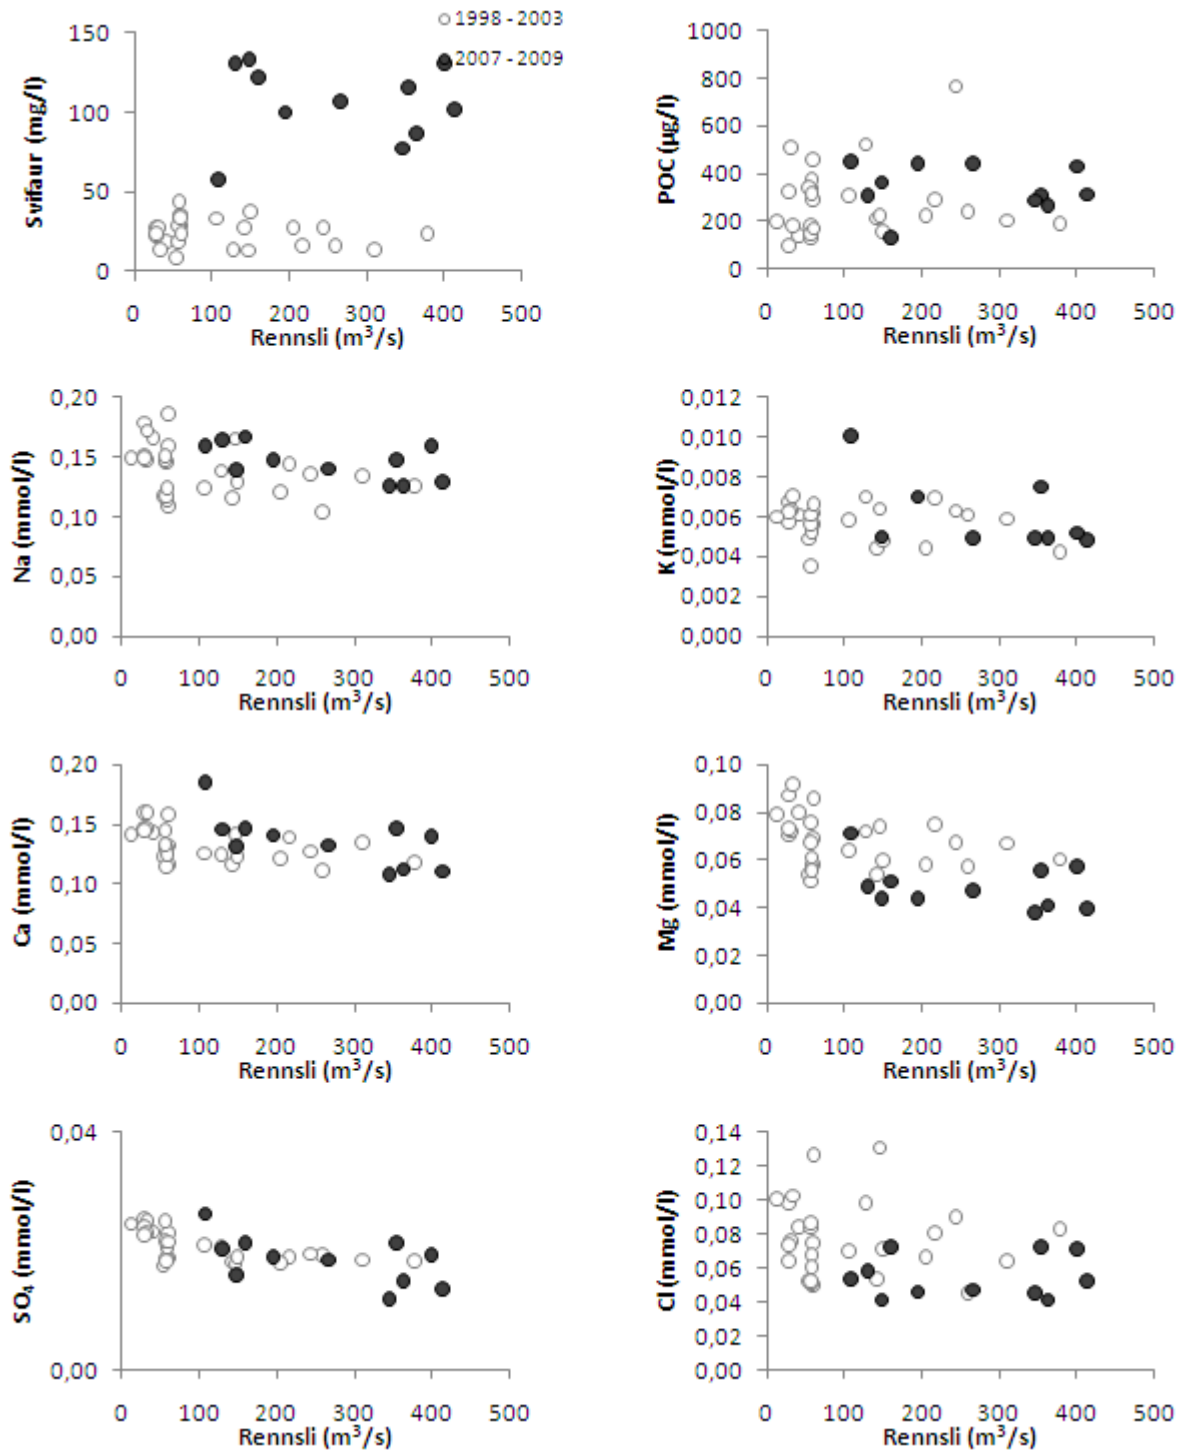 1998 - 2003
2007 - 2009
Svifaur (mg/l)
150
100
50
0
0 100 200 300 400 500
Rennsli (m³/s)
POC (µg/l)
1000
800
600
400
200
0
0 100 200 300 400 500
Rennsli (m³/s)
Na (mmol/l)
0,20
0,15
0,10
0,05
0,00
0 100 200 300 400 500
Rennsli (m³/s)
K (mmol/l)
0,012
0,010
0,008
0,006
0,004
0,002
0,000
0 100 200 300 400 500
Rennsli (m³/s)
Ca (mmol/l)
0,20
0,15
0,10
0,05
0,00
0 100 200 300 400 500
Rennsli (m³/s)
Mg (mmol/l)
0,10
0,08
0,06
0,04
0,02
0,00
0 100 200 300 400 500
Rennsli (m³/s)
SO₄ (mmol/l)
0,04
0,00
0 100 200 300 400 500
Rennsli (m³/s)
Cl (mmol/l)
0,14
0,12
0,10
0,08
0,06
0,04
0,02
0,00
0 100 200 300 400 500
Rennsli (m³/s)